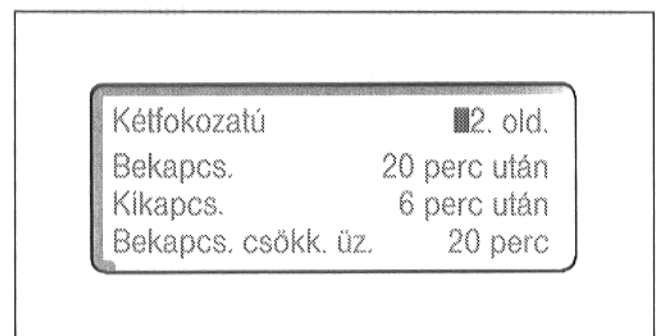 Kétfokozatú 2. old.
Bekapcs. 20 perc után
Kikapcs. 6 perc után
Bekapcs. csökk. üz. 20 perc